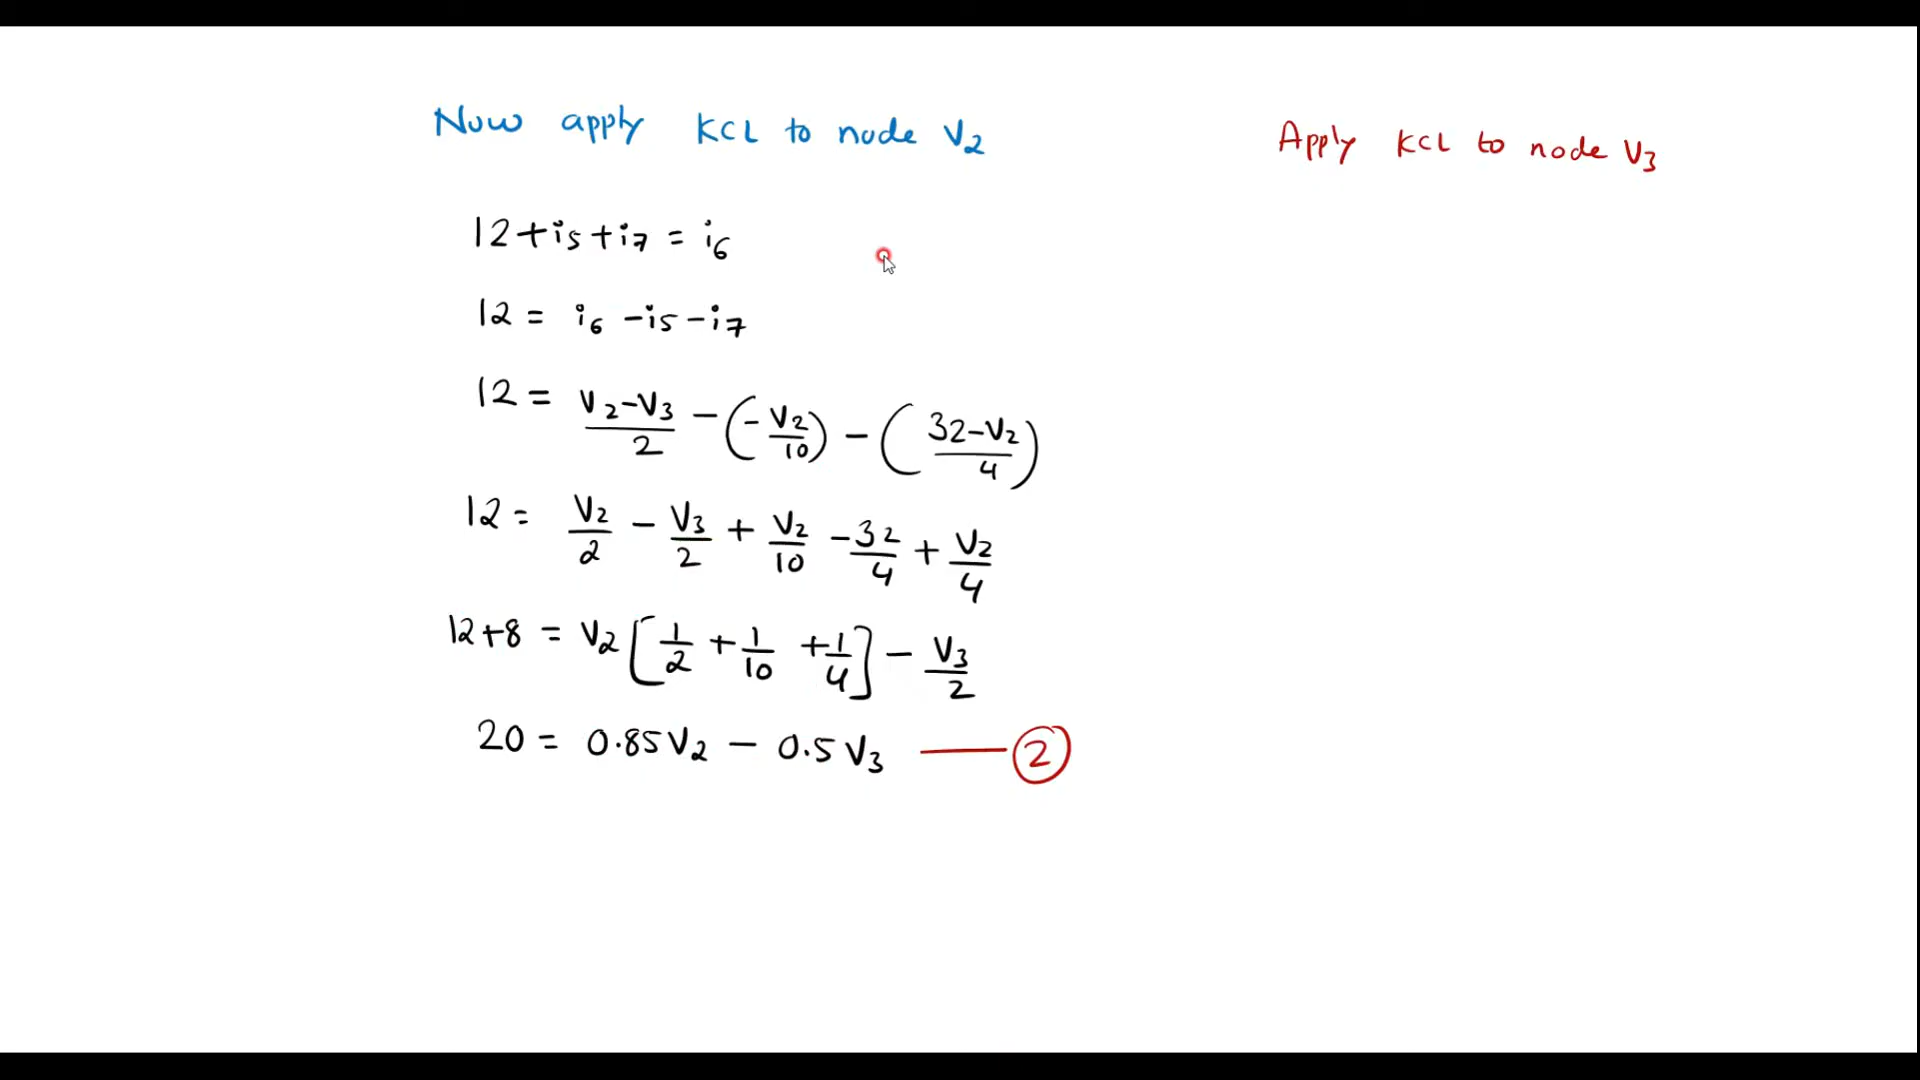 Now apply KCL to node V₂
12+i₅+i₇ = i₆
12 = i₆ -i₅ -i₇
12 = (V₂-V₃)/2 - (-V₂/10) - ((32-V₂)/4)
12 = V₂/2 - V₃/2 + V₂/10 - 32/4 + V₂/4
12+8 = V₂[1/2 + 1/10 + 1/4] - V₃/2
20 = 0.85V₂ - 0.5V₃ —— ②
Apply KCL to node V₃